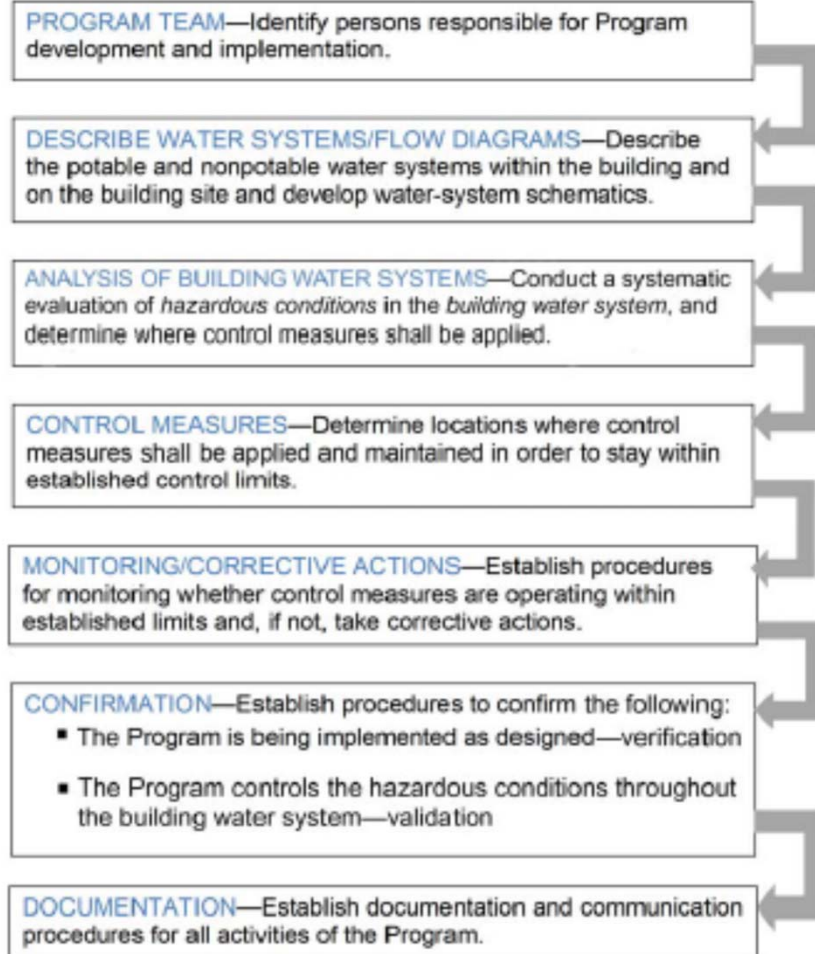 PROGRAM TEAM—Identify persons responsible for Program
development and implementation.
DESCRIBE WATER SYSTEMS/FLOW DIAGRAMS—Describe
the potable and nonpotable water systems within the building and
on the building site and develop water-system schematics.
ANALYSIS OF BUILDING WATER SYSTEMS—Conduct a systematic
evaluation of hazardous conditions in the building water system, and
determine where control measures shall be applied.
CONTROL MEASURES—Determine locations where control
measures shall be applied and maintained in order to stay within
established control limits.
MONITORING/CORRECTIVE ACTIONS—Establish procedures
for monitoring whether control measures are operating within
established limits and, if not, take corrective actions.
CONFIRMATION—Establish procedures to confirm the following:
▪ The Program is being implemented as designed—verification
▪ The Program controls the hazardous conditions throughout
the building water system—validation
DOCUMENTATION—Establish documentation and communication
procedures for all activities of the Program.